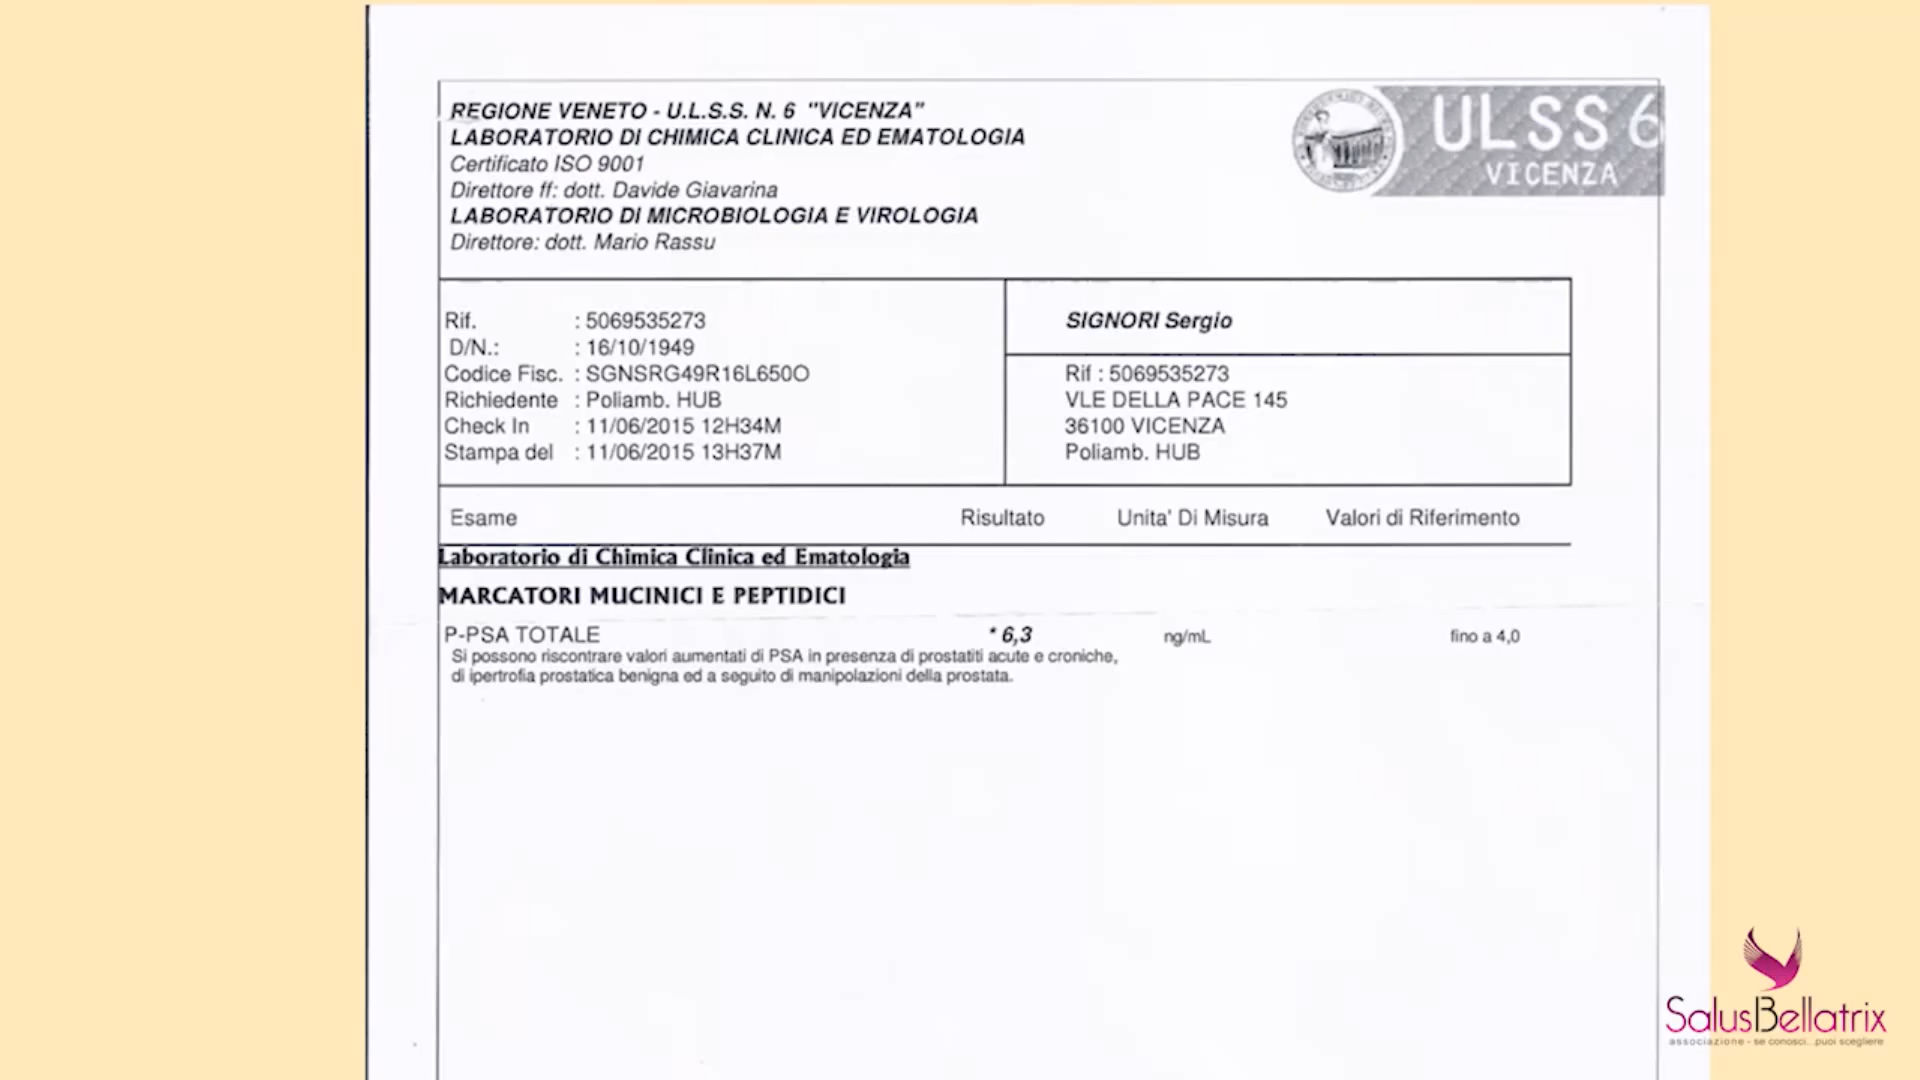 REGIONE VENETO - U.L.S.S. N. 6 "VICENZA"
LABORATORIO DI CHIMICA CLINICA ED EMATOLOGIA
Certificato ISO 9001
Direttore ff: dott. Davide Giavarina
LABORATORIO DI MICROBIOLOGIA E VIROLOGIA
Direttore: dott. Mario Rassu
ULSS 6
VICENZA
Rif. : 5069535273
D/N.: : 16/10/1949
Codice Fisc. : SGNSRG49R16L650O
Richiedente : Poliamb. HUB
Check In : 11/06/2015 12H34M
Stampa del : 11/06/2015 13H37M
SIGNORI Sergio
Rif : 5069535273
VLE DELLA PACE 145
36100 VICENZA
Poliamb. HUB
Esame Risultato Unita' Di Misura Valori di Riferimento
Laboratorio di Chimica Clinica ed Ematologia
MARCATORI MUCINICI E PEPTIDICI
P-PSA TOTALE * 6,3 ng/mL fino a 4,0
Si possono riscontrare valori aumentati di PSA in presenza di prostatiti acute e croniche,
di ipertrofia prostatica benigna ed a seguito di manipolazioni della prostata.
SalusBellatrix
associazione - se conosci...puoi scegliere